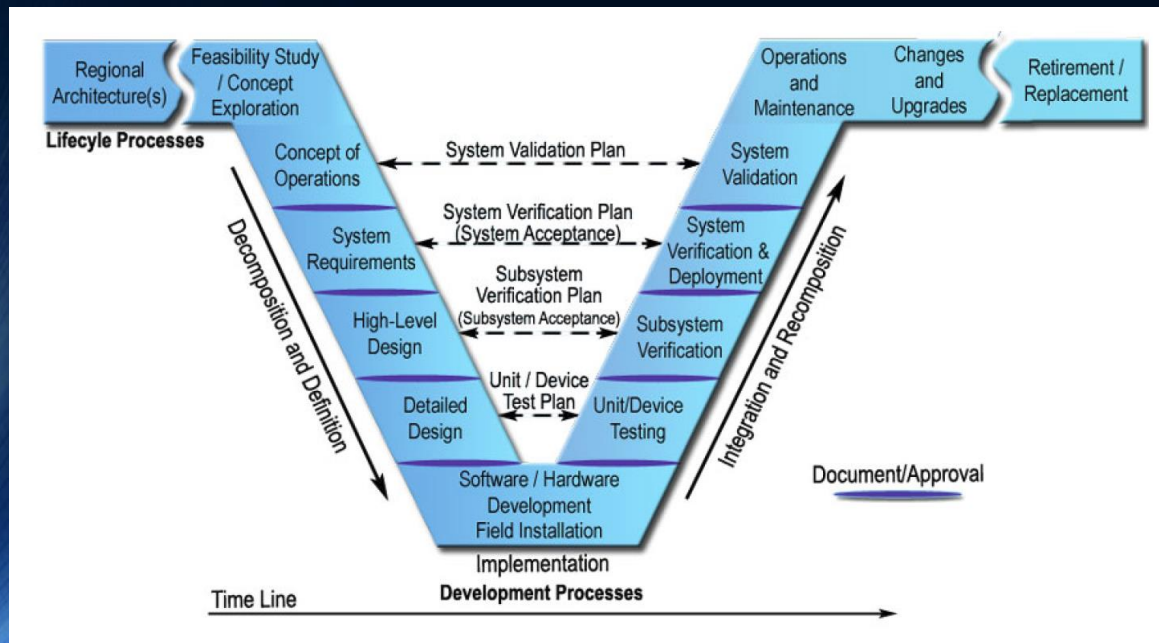 Regional
Architecture(s)
Feasibility Study
/ Concept
Exploration
Operations
and
Maintenance
Changes
and
Upgrades
Retirement /
Replacement
Lifecyle Processes
Concept of
Operations
System Validation Plan
System
Validation
System
Requirements
System Verification Plan
(System Acceptance)
System
Verification &
Deployment
High-Level
Design
Subsystem
Verification Plan
(Subsystem Acceptance)
Subsystem
Verification
Detailed
Design
Unit / Device
Test Plan
Unit/Device
Testing
Decomposition and Definition
Integration and Recomposition
Software / Hardware
Development
Field Installation
Document/Approval
Implementation
Development Processes
Time Line